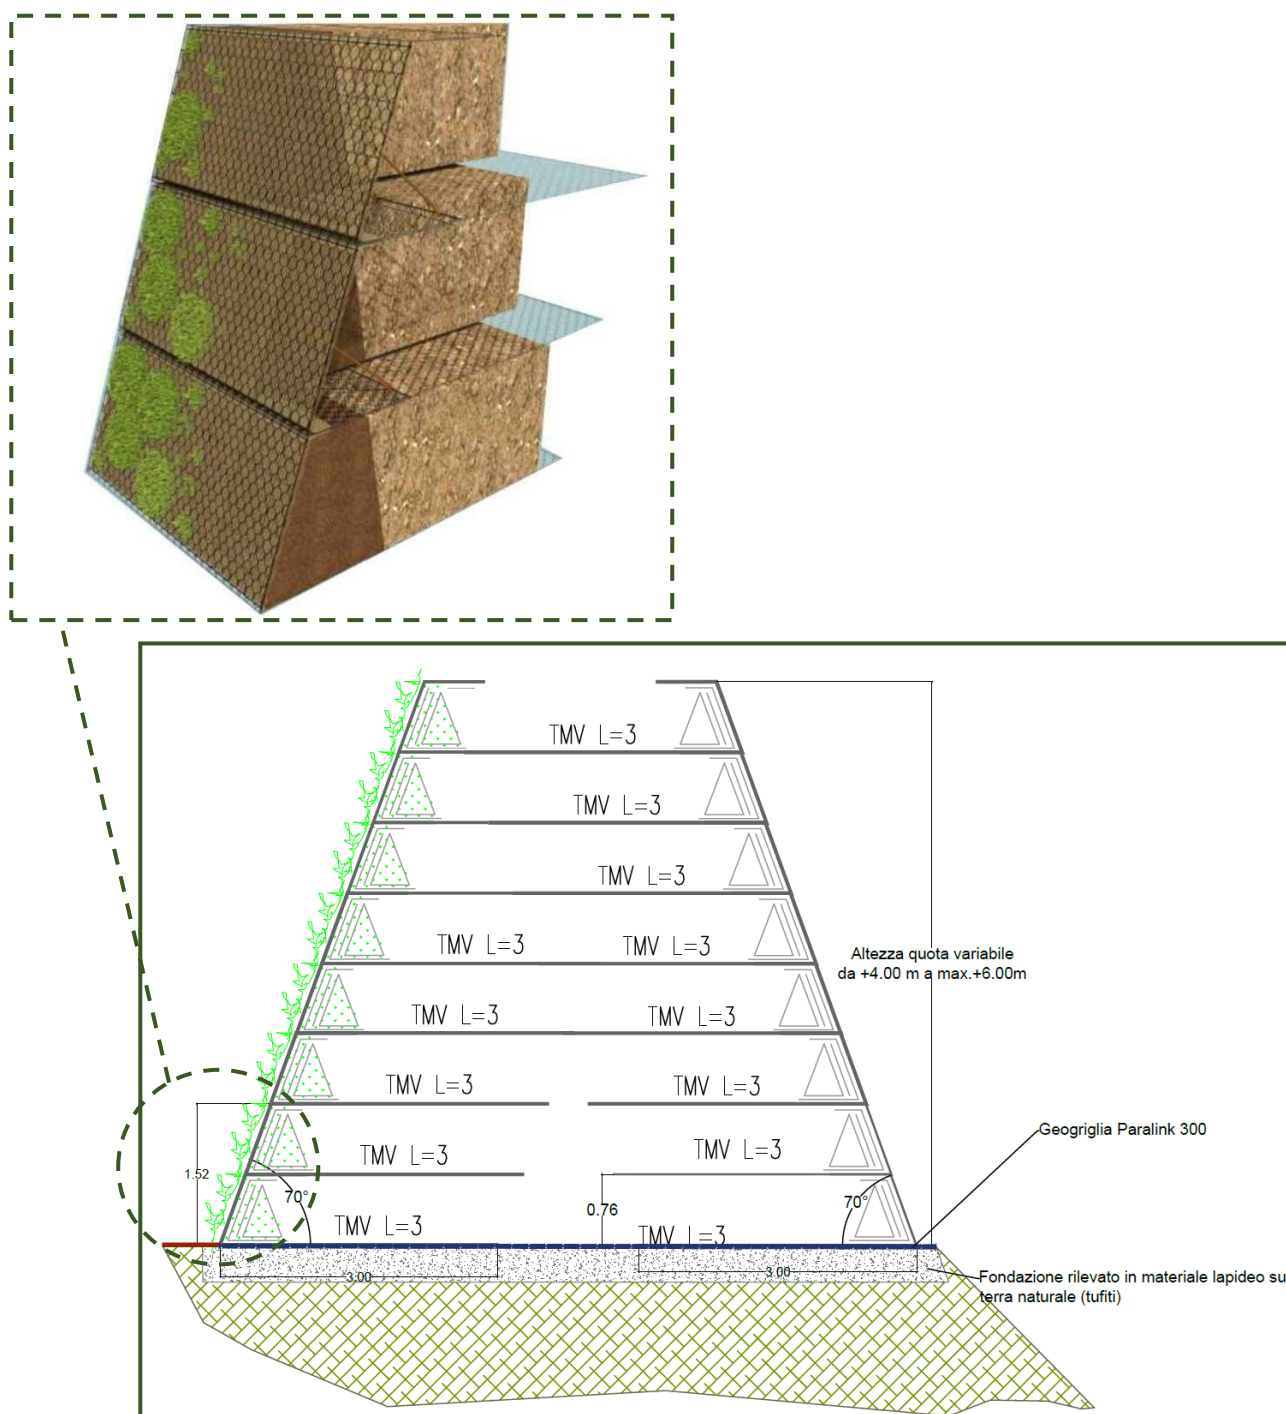 TMV L=3
TMV L=3
TMV L=3
TMV L=3 TMV L=3
Altezza quota variabile
da +4.00 m a max.+6.00m
TMV L=3 TMV L=3
TMV L=3 TMV L=3
Geogriglia Paralink 300
TMV L=3 TMV L=3
1.52
70° 0.76 70°
TMV L=3 TMV L=3
3.00 3.00
Fondazione rilevato in materiale lapideo su
terra naturale (tufiti)